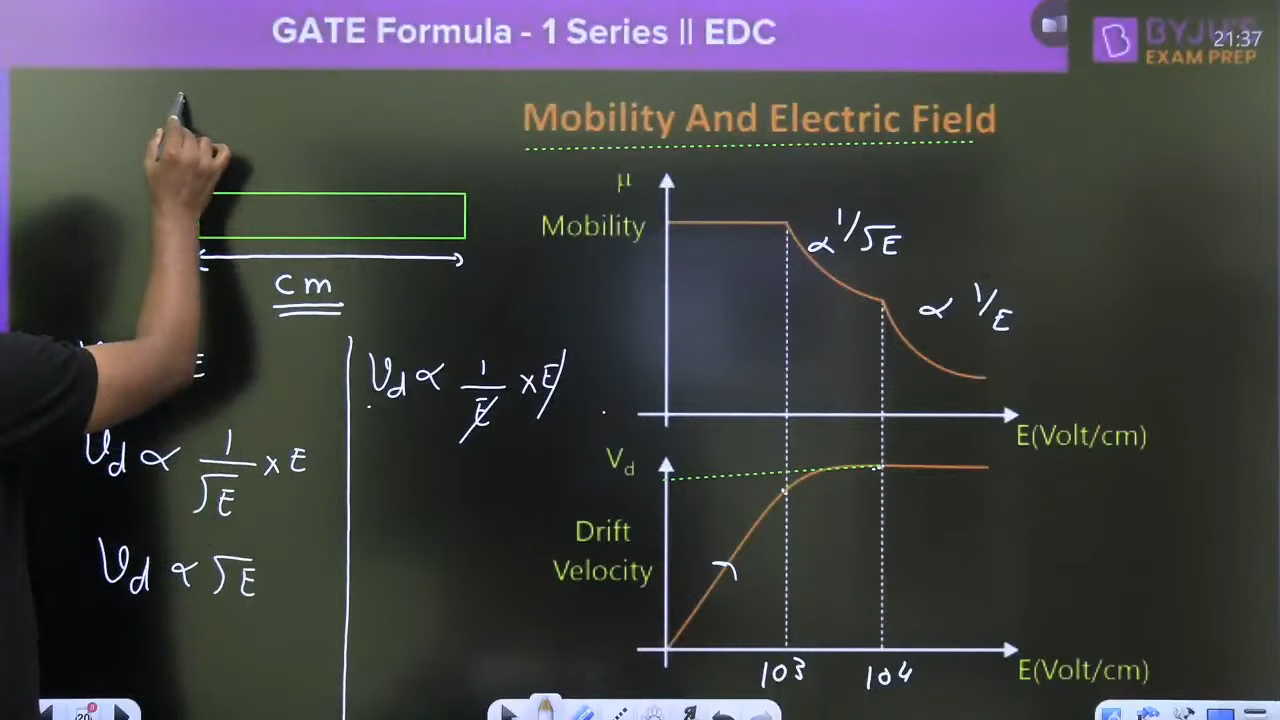 GATE Formula - 1 Series || EDC
BYJU'S
21:37
EXAM PREP
Mobility And Electric Field
μ
Mobility
∝ 1/√E
∝ 1/E
E(Volt/cm)
cm
E
Vd ∝ 1/E × E
Vd ∝ 1/√E × E
Vd ∝ √E
Vd
Drift
Velocity
10³
10⁴
E(Volt/cm)
20